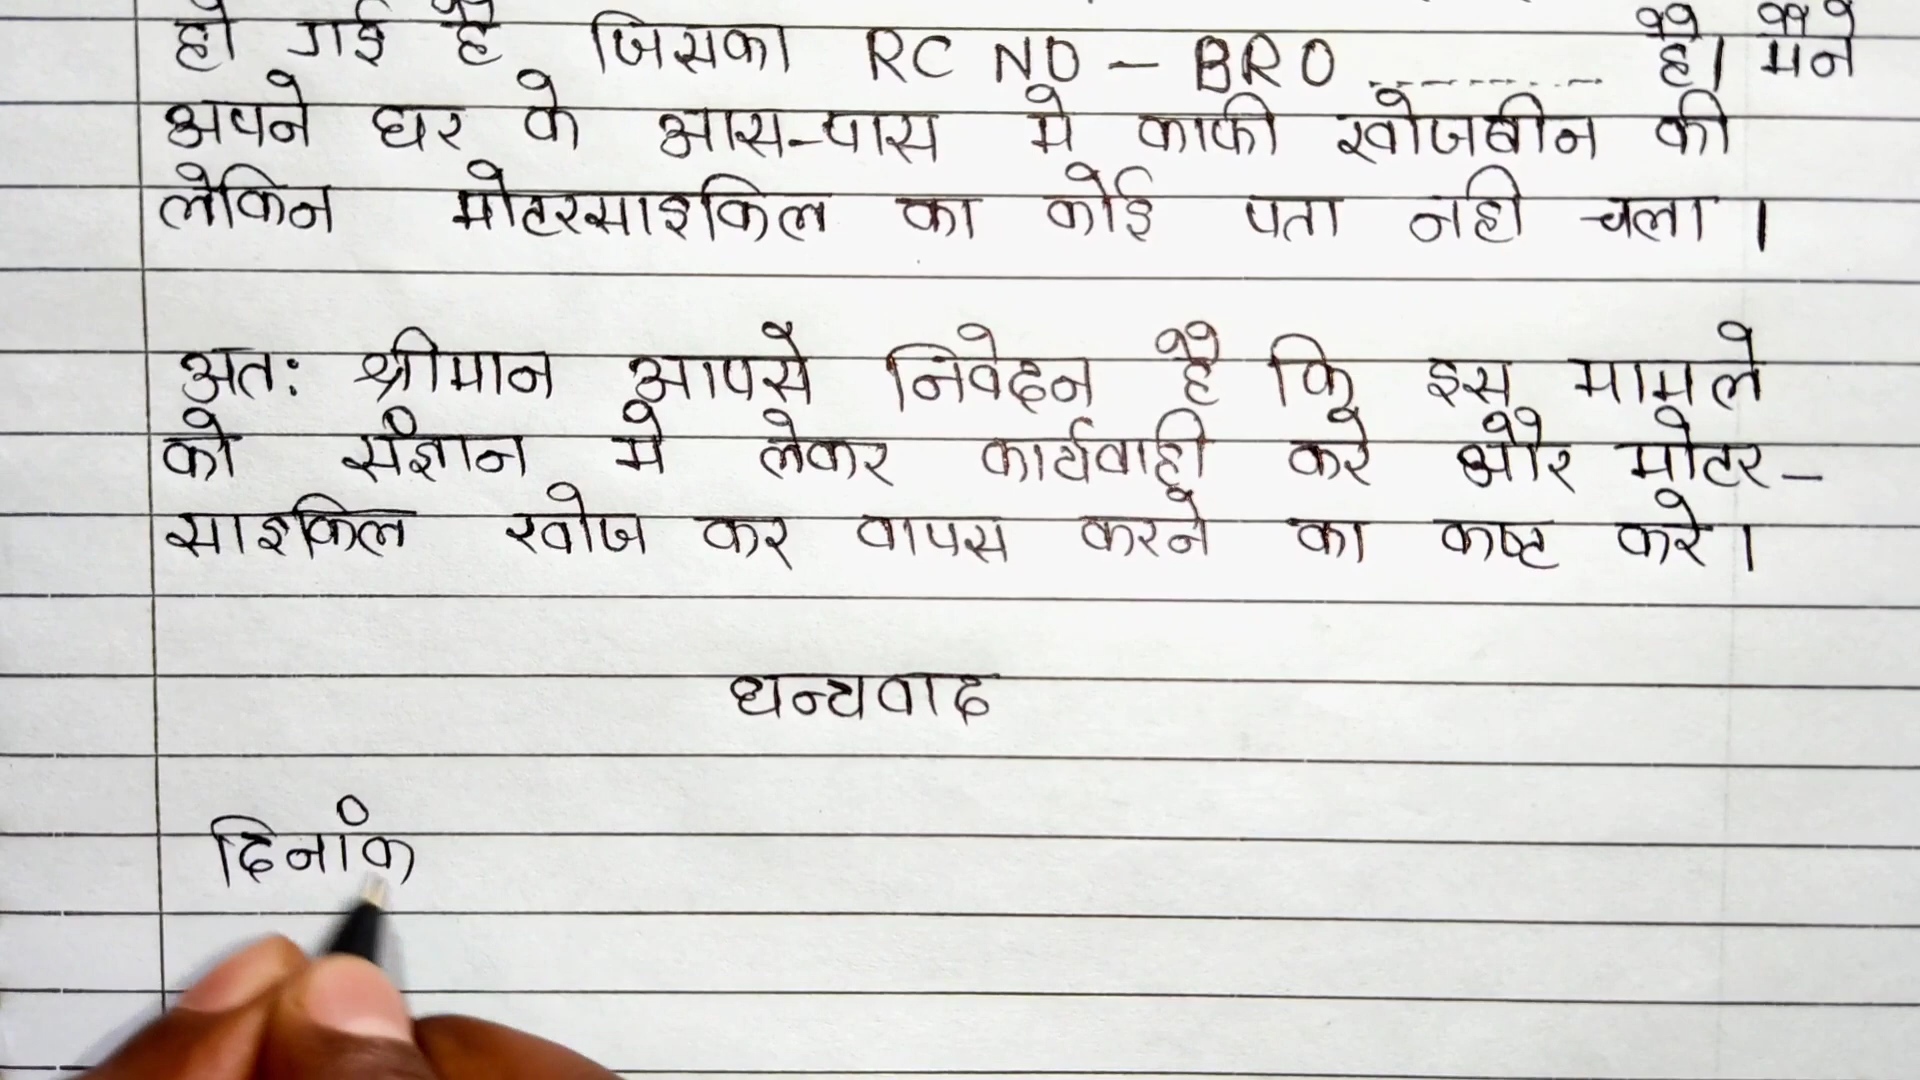 हो गई है जिसका RC NO - BRO ............ है। मैने
अपने घर के आस-पास मे काफी खोजबीन की
लेकिन मोटरसाइकिल का कोई पता नही चला ।
अतः श्रीमान आपसे निवेदन है कि इस मामले
को संज्ञान मे लेकर कार्यवाही करे और मोटर-
साइकिल खोज कर वापस करने का कष्ट करे ।
धन्यवाद
दिनांक